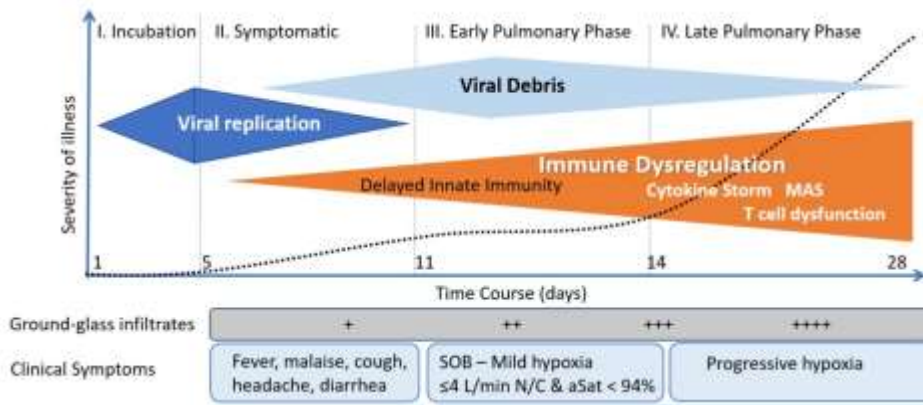 I. Incubation
II. Symptomatic
III. Early Pulmonary Phase
IV. Late Pulmonary Phase
Viral Debris
Viral replication
Severity of illness
Immune Dysregulation
Delayed Innate Immunity
Cytokine Storm MAS
T cell dysfunction
1 5 11 14 28
Time Course (days)
Ground-glass infiltrates + ++ +++ ++++
Clinical Symptoms
Fever, malaise, cough,
headache, diarrhea
SOB – Mild hypoxia
≤4 L/min N/C & aSat < 94%
Progressive hypoxia